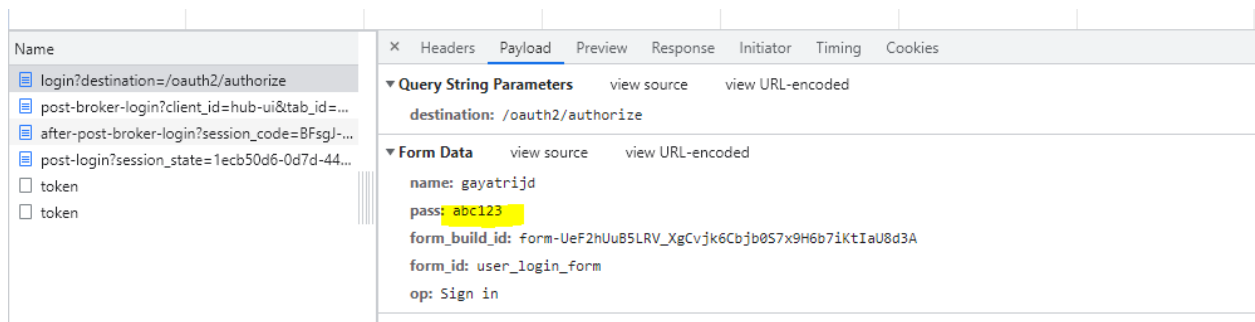 Name
login?destination=/oauth2/authorize
post-broker-login?client_id=hub-ui&tab_id=...
after-post-broker-login?session_code=BFsgJ-...
post-login?session_state=1ecb50d6-0d7d-44...
token
token
× Headers Payload Preview Response Initiator Timing Cookies
Query String Parameters view source view URL-encoded
destination: /oauth2/authorize
Form Data view source view URL-encoded
name: gayatrijd
pass: abc123
form_build_id: form-UeF2hUuB5LRV_XgCvjk6Cbjb0S7x9H6b7iKtIaU8d3A
form_id: user_login_form
op: Sign in